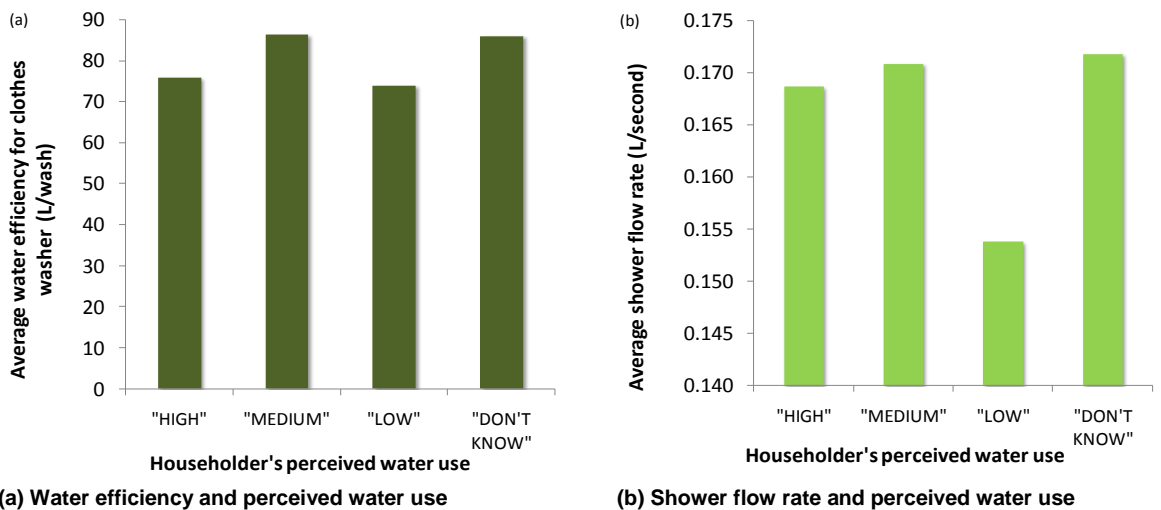 (a)
Average water efficiency for clothes
washer (L/wash)
90
80
70
60
50
40
30
20
10
0
"HIGH" "MEDIUM" "LOW" "DON'T
KNOW"
Householder's perceived water use
(a) Water efficiency and perceived water use
(b)
Average shower flow rate (L/second)
0.175
0.170
0.165
0.160
0.155
0.150
0.145
0.140
"HIGH" "MEDIUM" "LOW" "DON'T
KNOW"
Householder's perceived water use
(b) Shower flow rate and perceived water use